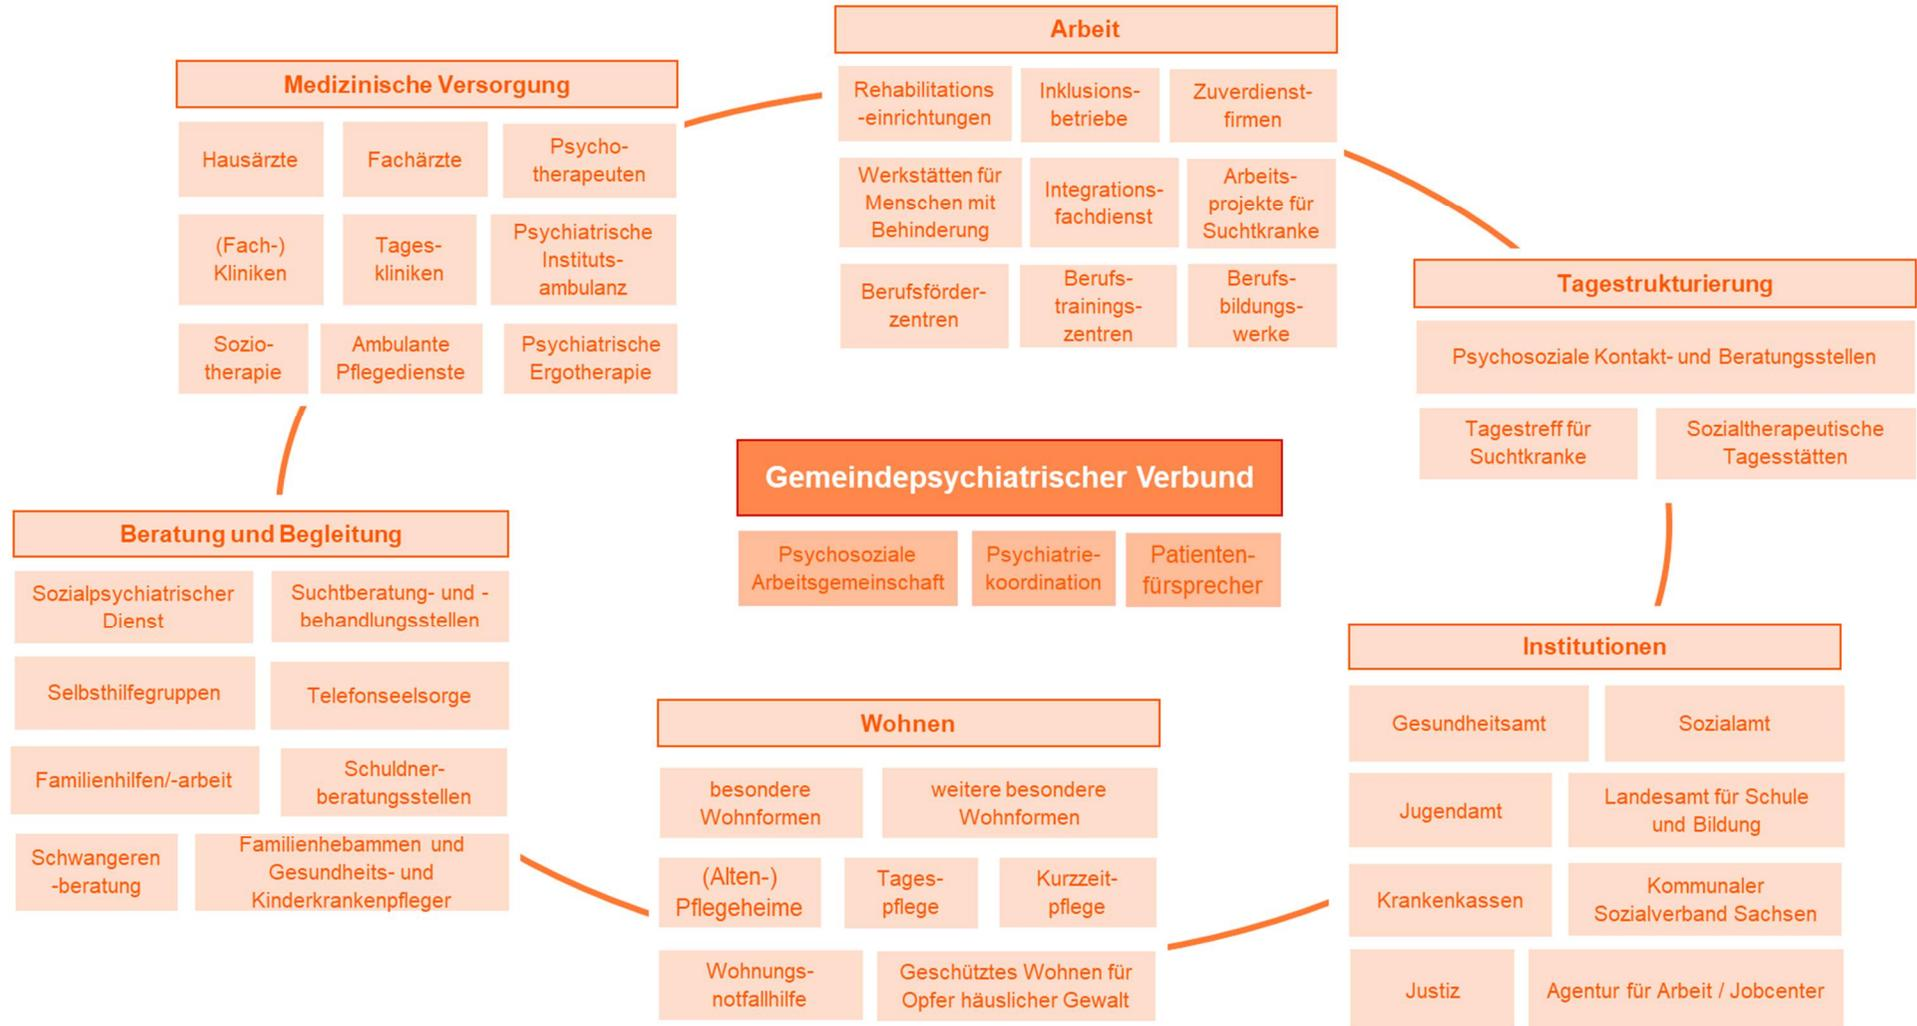 Arbeit
Rehabilitations
-einrichtungen
Inklusions-
betriebe
Zuverdienst-
firmen
Werkstätten für
Menschen mit
Behinderung
Integrations-
fachdienst
Arbeits-
projekte für
Suchtkranke
Berufsförder-
zentren
Berufs-
trainings-
zentren
Berufs-
bildungs-
werke
Medizinische Versorgung
Hausärzte
Fachärzte
Psycho-
therapeuten
(Fach-)
Kliniken
Tages-
kliniken
Psychiatrische
Instituts-
ambulanz
Sozio-
therapie
Ambulante
Pflegedienste
Psychiatrische
Ergotherapie
Tagestrukturierung
Psychosoziale Kontakt- und Beratungsstellen
Tagestreff für
Suchtkranke
Sozialtherapeutische
Tagesstätten
Gemeindepsychiatrischer Verbund
Psychosoziale
Arbeitsgemeinschaft
Psychiatrie-
koordination
Patienten-
fürsprecher
Beratung und Begleitung
Sozialpsychiatrischer
Dienst
Suchtberatung- und -
behandlungsstellen
Selbsthilfegruppen
Telefonseelsorge
Familienhilfen/-arbeit
Schuldner-
beratungsstellen
Schwangeren
-beratung
Familienhebammen und
Gesundheits- und
Kinderkrankenpfleger
Wohnen
besondere
Wohnformen
weitere besondere
Wohnformen
(Alten-)
Pflegeheime
Tages-
pflege
Kurzzeit-
pflege
Wohnungs-
notfallhilfe
Geschütztes Wohnen für
Opfer häuslicher Gewalt
Institutionen
Gesundheitsamt
Sozialamt
Jugendamt
Landesamt für Schule
und Bildung
Krankenkassen
Kommunaler
Sozialverband Sachsen
Justiz
Agentur für Arbeit / Jobcenter